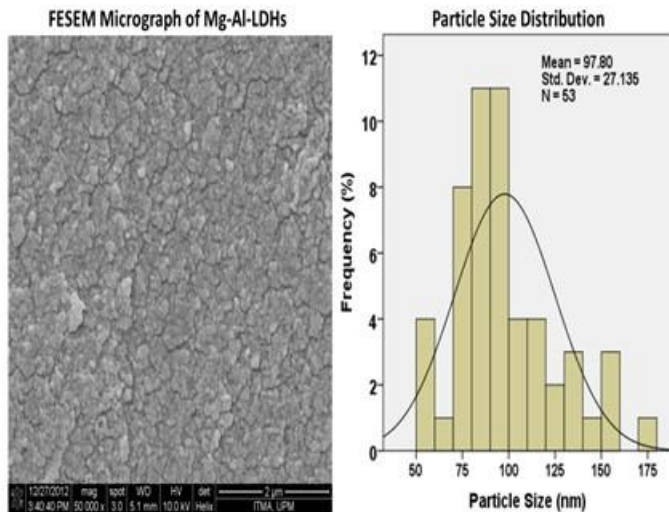 FESEM Micrograph of Mg-Al-LDHs
12/27/2012 mag spot WD HV det 2 µm
3:40:40 PM 50 000 x 3.0 5.1 mm 10.0 kV Helix ITMA_UPM
Particle Size Distribution
Mean = 97.80
Std. Dev. = 27.135
N = 53
Frequency (%)
12
10
8
6
4
2
0
50 75 100 125 150 175
Particle Size (nm)